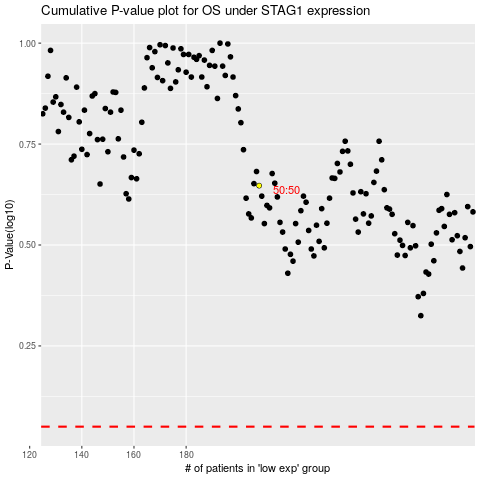 Cumulative P-value plot for OS under STAG1 expression
P-Value(log10)
1.00
0.75
0.50
0.25
50:50
120 140 160 180
# of patients in 'low exp' group